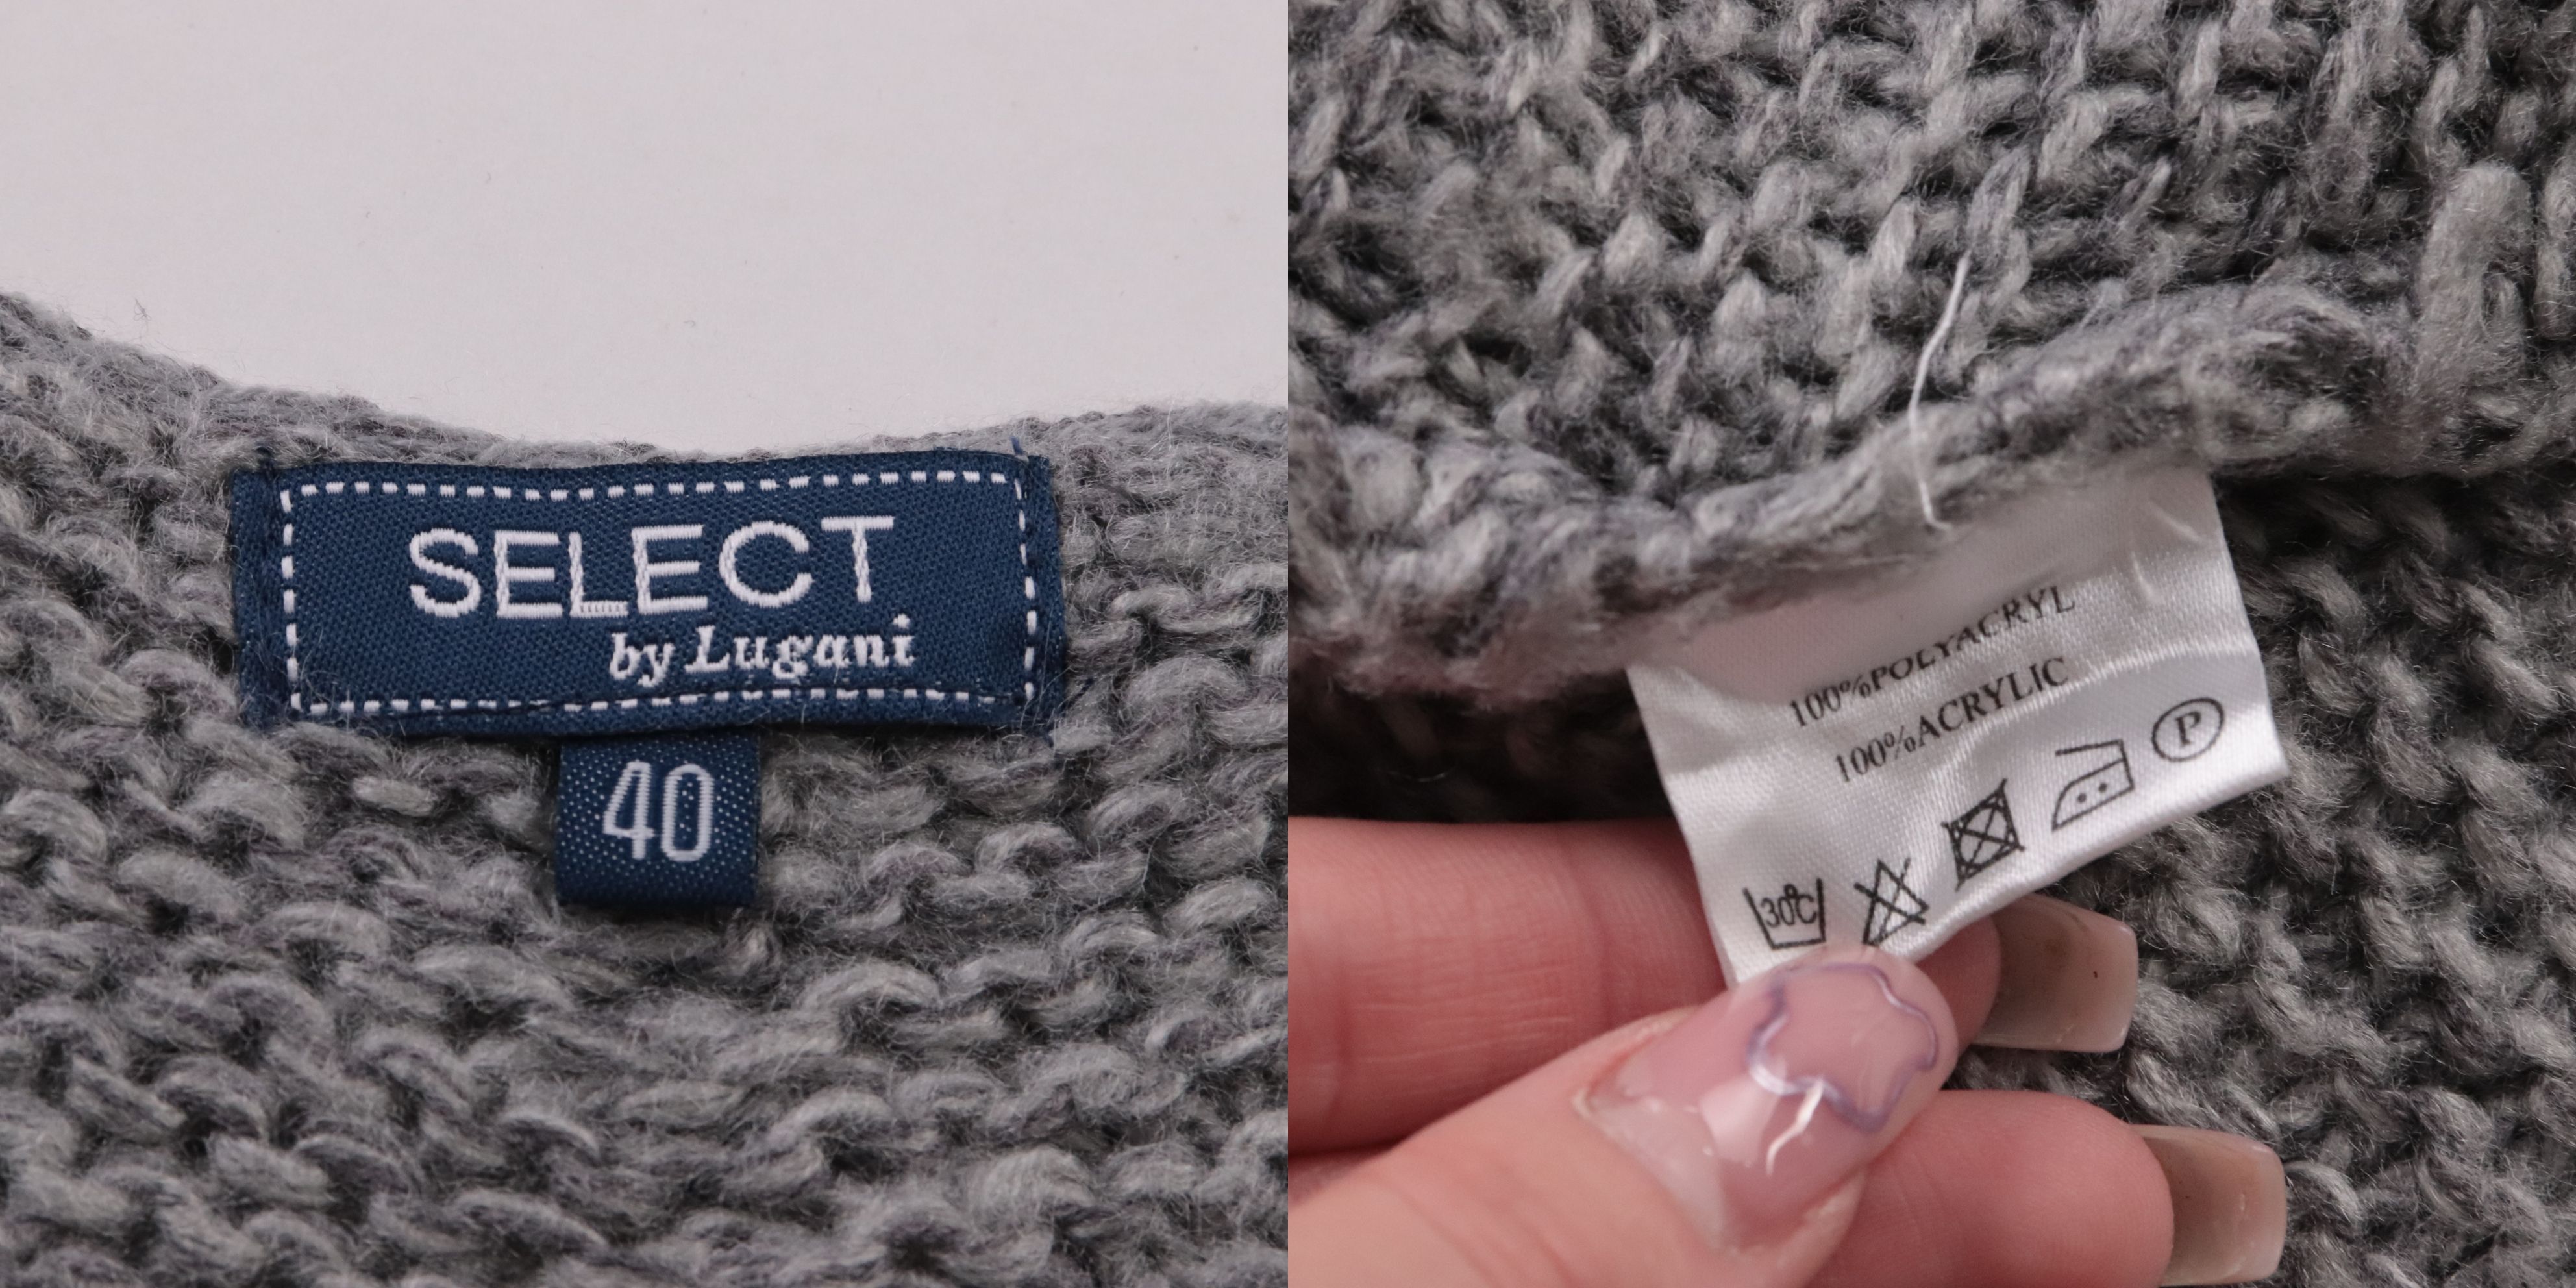 SELECT
by Lugani
40
100%POLYACRYL
100%ACRYLIC
30°C
P